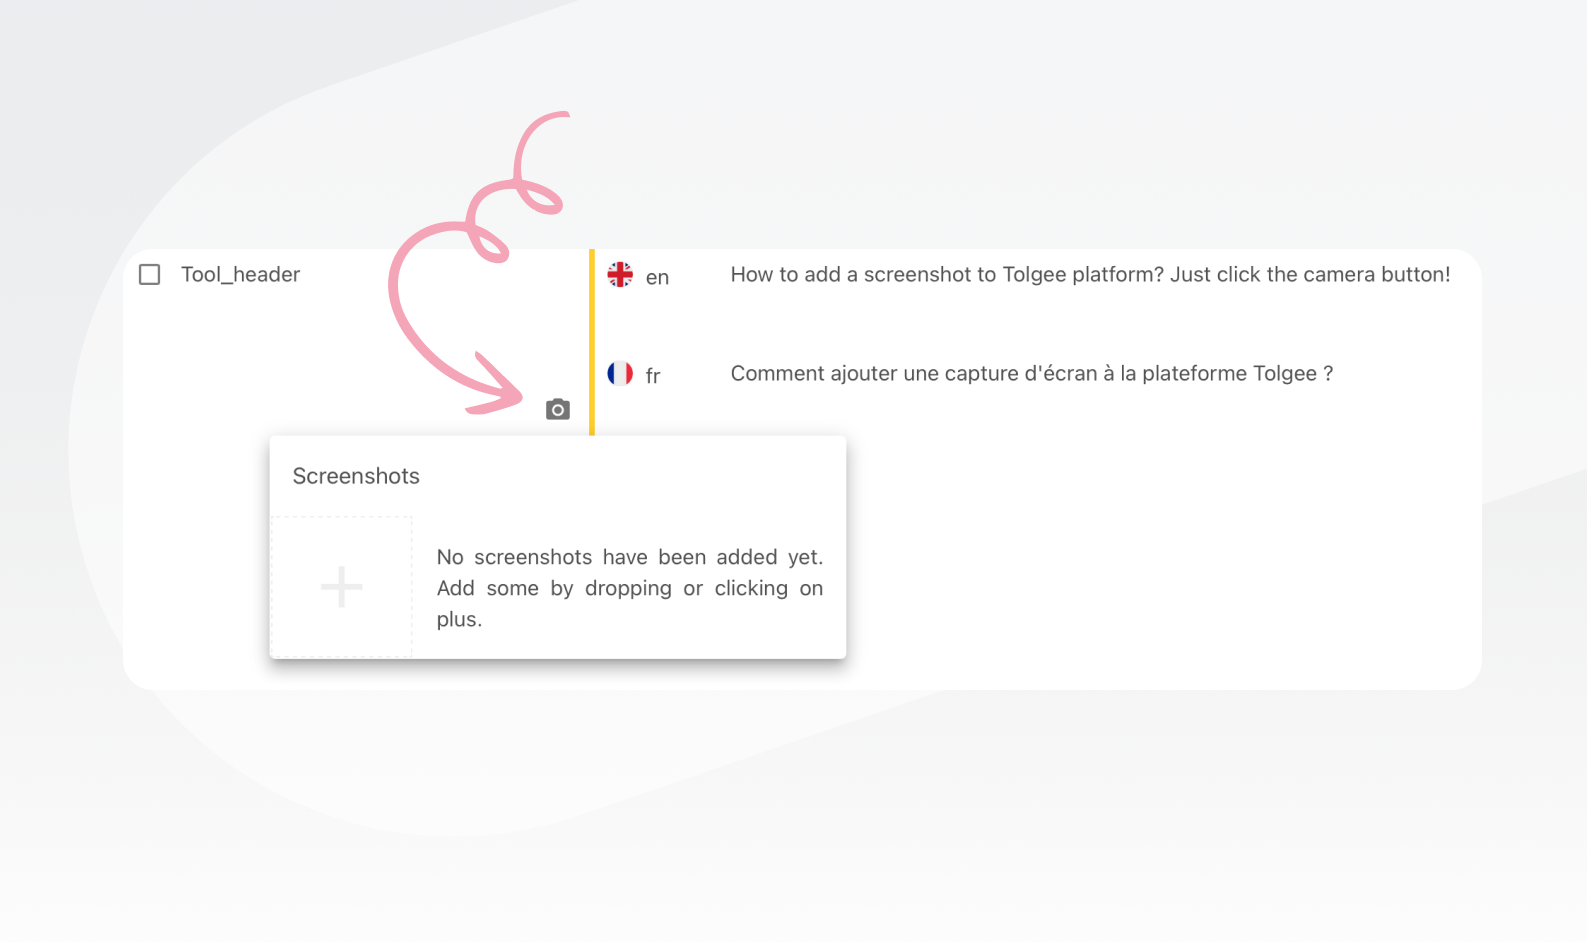 Tool_header
en
How to add a screenshot to Tolgee platform? Just click the camera button!
fr
Comment ajouter une capture d'écran à la plateforme Tolgee ?
Screenshots
No screenshots have been added yet.
Add some by dropping or clicking on
plus.